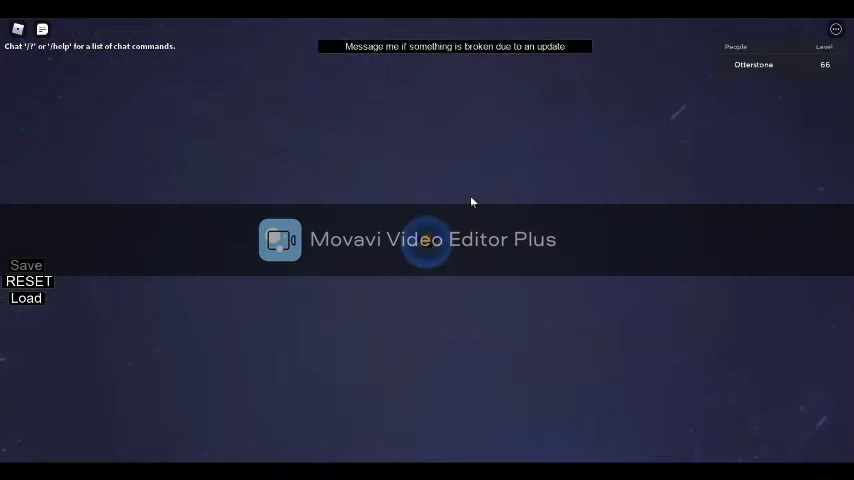 Chat '/?' or '/help' for a list of chat commands.
Message me if something is broken due to an update
People Level
Otterstone 66
Movavi Video Editor Plus
Save
RESET
Load